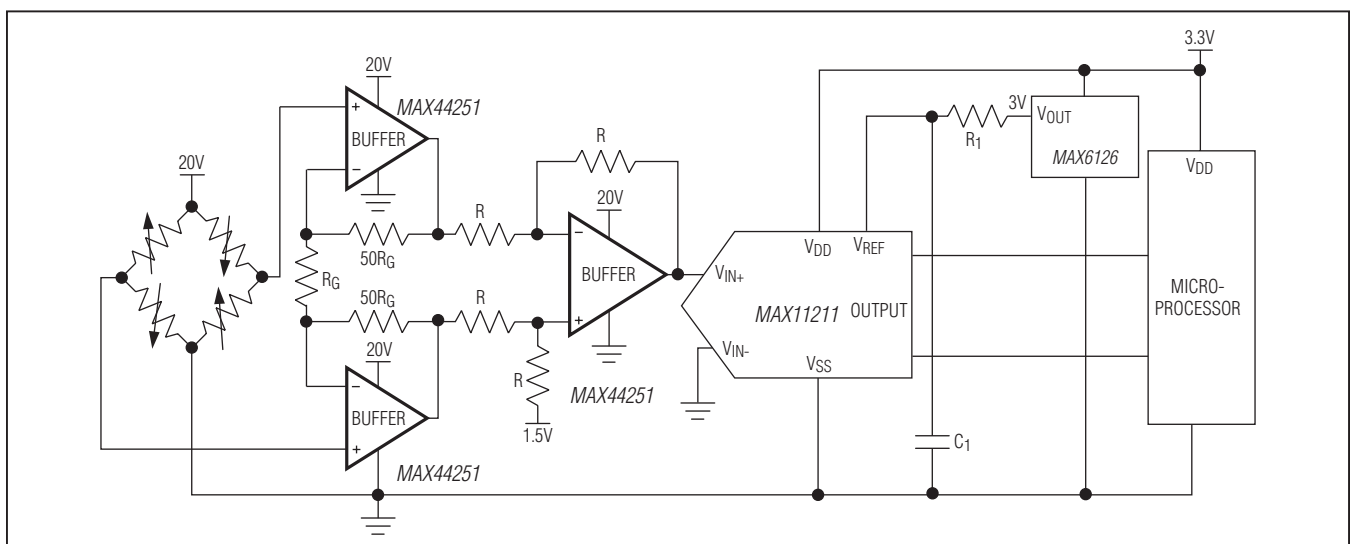 3.3V
20V
MAX44251
+
BUFFER
−
3V
VOUT
R1
MAX6126
VDD
R
20V
20V
R
−
BUFFER
+
50RG
RG
50RG
R
R
1.5V
MAX44251
VDD
VREF
VIN+
MAX11211
OUTPUT
VIN-
VSS
MICRO-
PROCESSOR
20V
−
BUFFER
+
MAX44251
C1